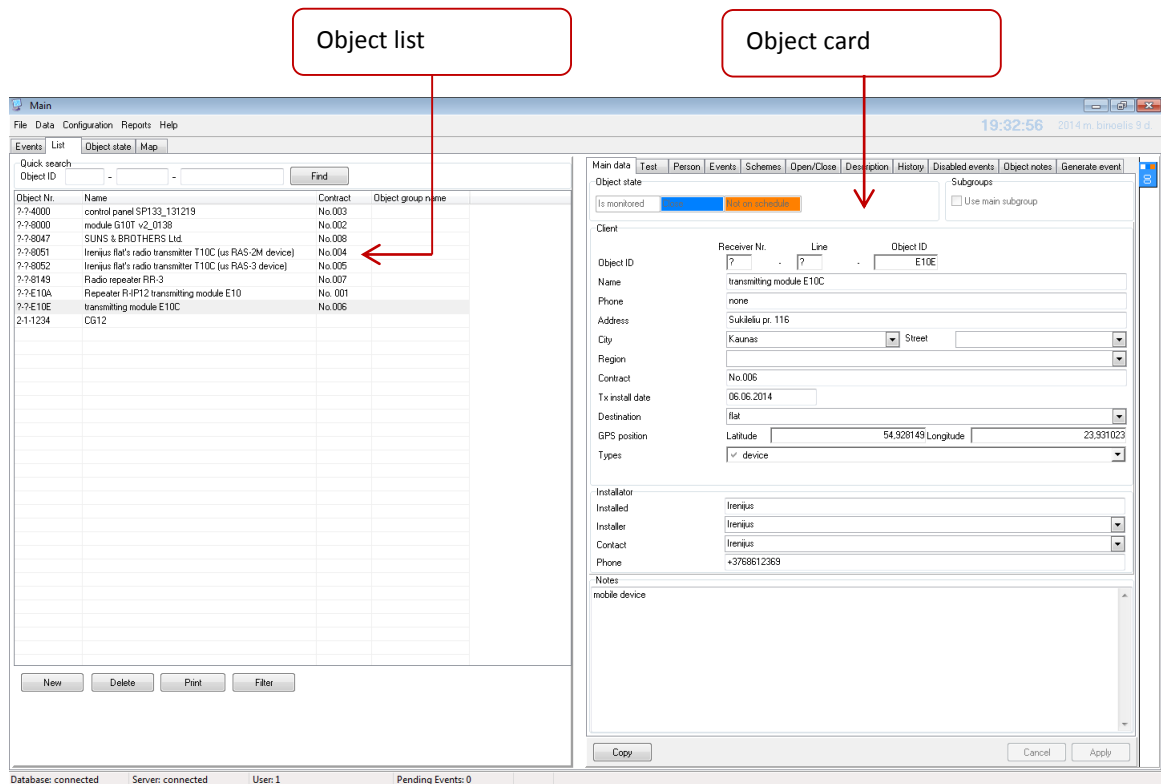 Object list
Object card
Main
File Data Configuration Reports Help
19:32:56 2014 m. birželis 9 d.
Events List Object state Map
Quick search
Object ID - - Find
Object Nr. Name Contract Object group name
?-?-4000 control panel SP133_131219 No.003
?-?-8000 module G10T v2_0138 No.002
?-?-8047 SUNS & BROTHERS Ltd. No.008
?-?-8051 Irenijus flat's radio transmitter T10C (us RAS-2M device) No.004
?-?-8052 Irenijus flat's radio transmitter T10C (us RAS-3 device) No.005
?-?-8149 Radio repeater RR-3 No.007
?-?-E10A Repeater R-IP12 transmitting module E10 No. 001
?-?-E10E transmitting module E10C No.006
2-1-1234 CG12
New Delete Print Filter
Main data Test Person Events Schemes Open/Close Description History Disabled events Object notes Generate event
Object state
Is monitored Not on schedule
Subgroups
Use main subgroup
Client
Receiver Nr. Line Object ID
Object ID ? - ? - E10E
Name transmitting module E10C
Phone none
Address Sukileliu pr. 116
City Kaunas Street
Region
Contract No.006
Tx install date 06.06.2014
Destination flat
GPS position Latitude 54,928149 Longitude 23,931023
Types device
Installator
Installed Irenijus
Installer Irenijus
Contact Irenijus
Phone +3768612369
Notes
mobile device
Copy Cancel Apply
Database: connected Server: connected User: 1 Pending Events: 0